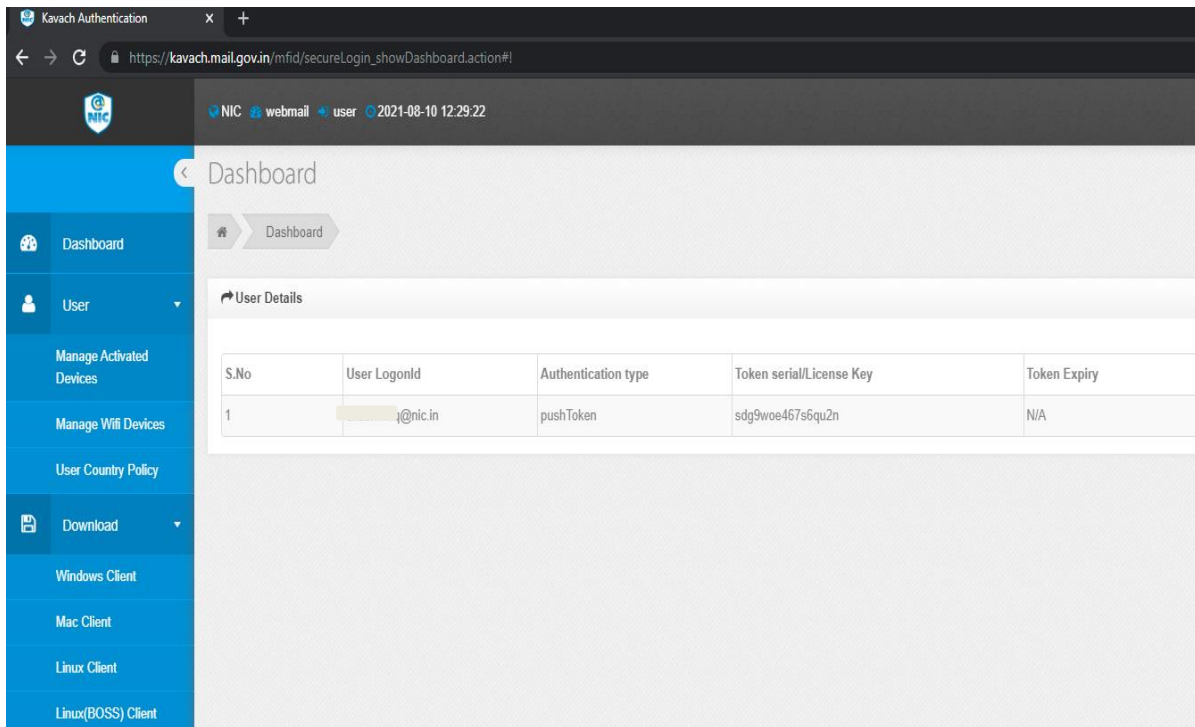 Kavach Authentication
https://kavach.mail.gov.in/mfid/secureLogin_showDashboard.action#!
@
NIC
NIC webmail user 2021-08-10 12:29:22
Dashboard
Dashboard
Dashboard
User
Manage Activated
Devices
Manage Wifi Devices
User Country Policy
Download
Windows Client
Mac Client
Linux Client
Linux(BOSS) Client
User Details
S.No User LogonId Authentication type Token serial/License Key Token Expiry
1 @nic.in pushToken sdg9woe467s6qu2n N/A